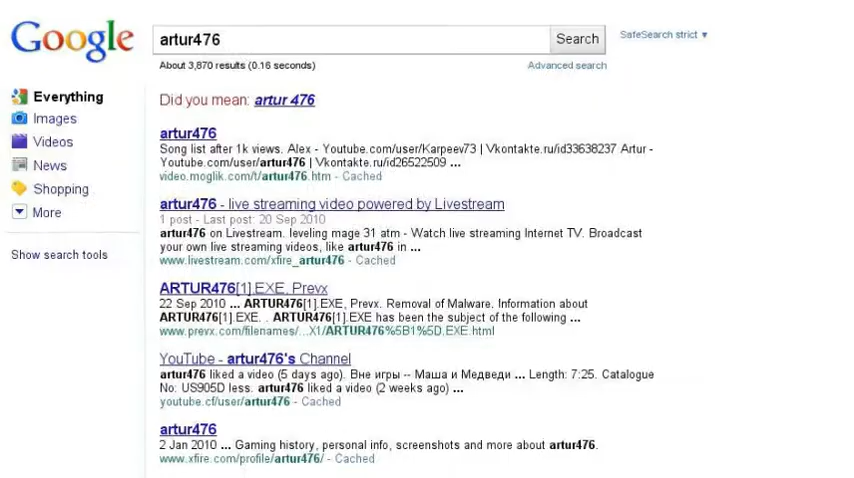 Google
artur476
Search
SafeSearch strict ▼
About 3,870 results (0.16 seconds)
Advanced search
Everything
Images
Videos
News
Shopping
More
Show search tools
Did you mean: artur 476
artur476
Song list after 1k views. Alex - Youtube.com/user/Karpeev73 | Vkontakte.ru/id33638237 Artur -
Youtube.com/user/artur476 | Vkontakte.ru/id26522509 ...
video.moglik.com/t/artur476.htm - Cached
artur476 - live streaming video powered by Livestream
1 post - Last post: 20 Sep 2010
artur476 on Livestream. leveling mage 31 atm - Watch live streaming Internet TV. Broadcast
your own live streaming videos, like artur476 in ...
www.livestream.com/xfire_artur476 - Cached
ARTUR476[1].EXE, Prevx
22 Sep 2010 ... ARTUR476[1].EXE, Prevx. Removal of Malware. Information about
ARTUR476[1].EXE. . ARTUR476[1].EXE has been the subject of the following ...
www.prevx.com/filenames/...X1/ARTUR476%5B1%5D.EXE.html
YouTube - artur476's Channel
artur476 liked a video (5 days ago). Вне игры -- Маша и Медведи ... Length: 7:25. Catalogue
No: US905D less. artur476 liked a video (2 weeks ago) ...
youtube.cf/user/artur476 - Cached
artur476
2 Jan 2010 ... Gaming history, personal info, screenshots and more about artur476.
www.xfire.com/profile/artur476/ - Cached